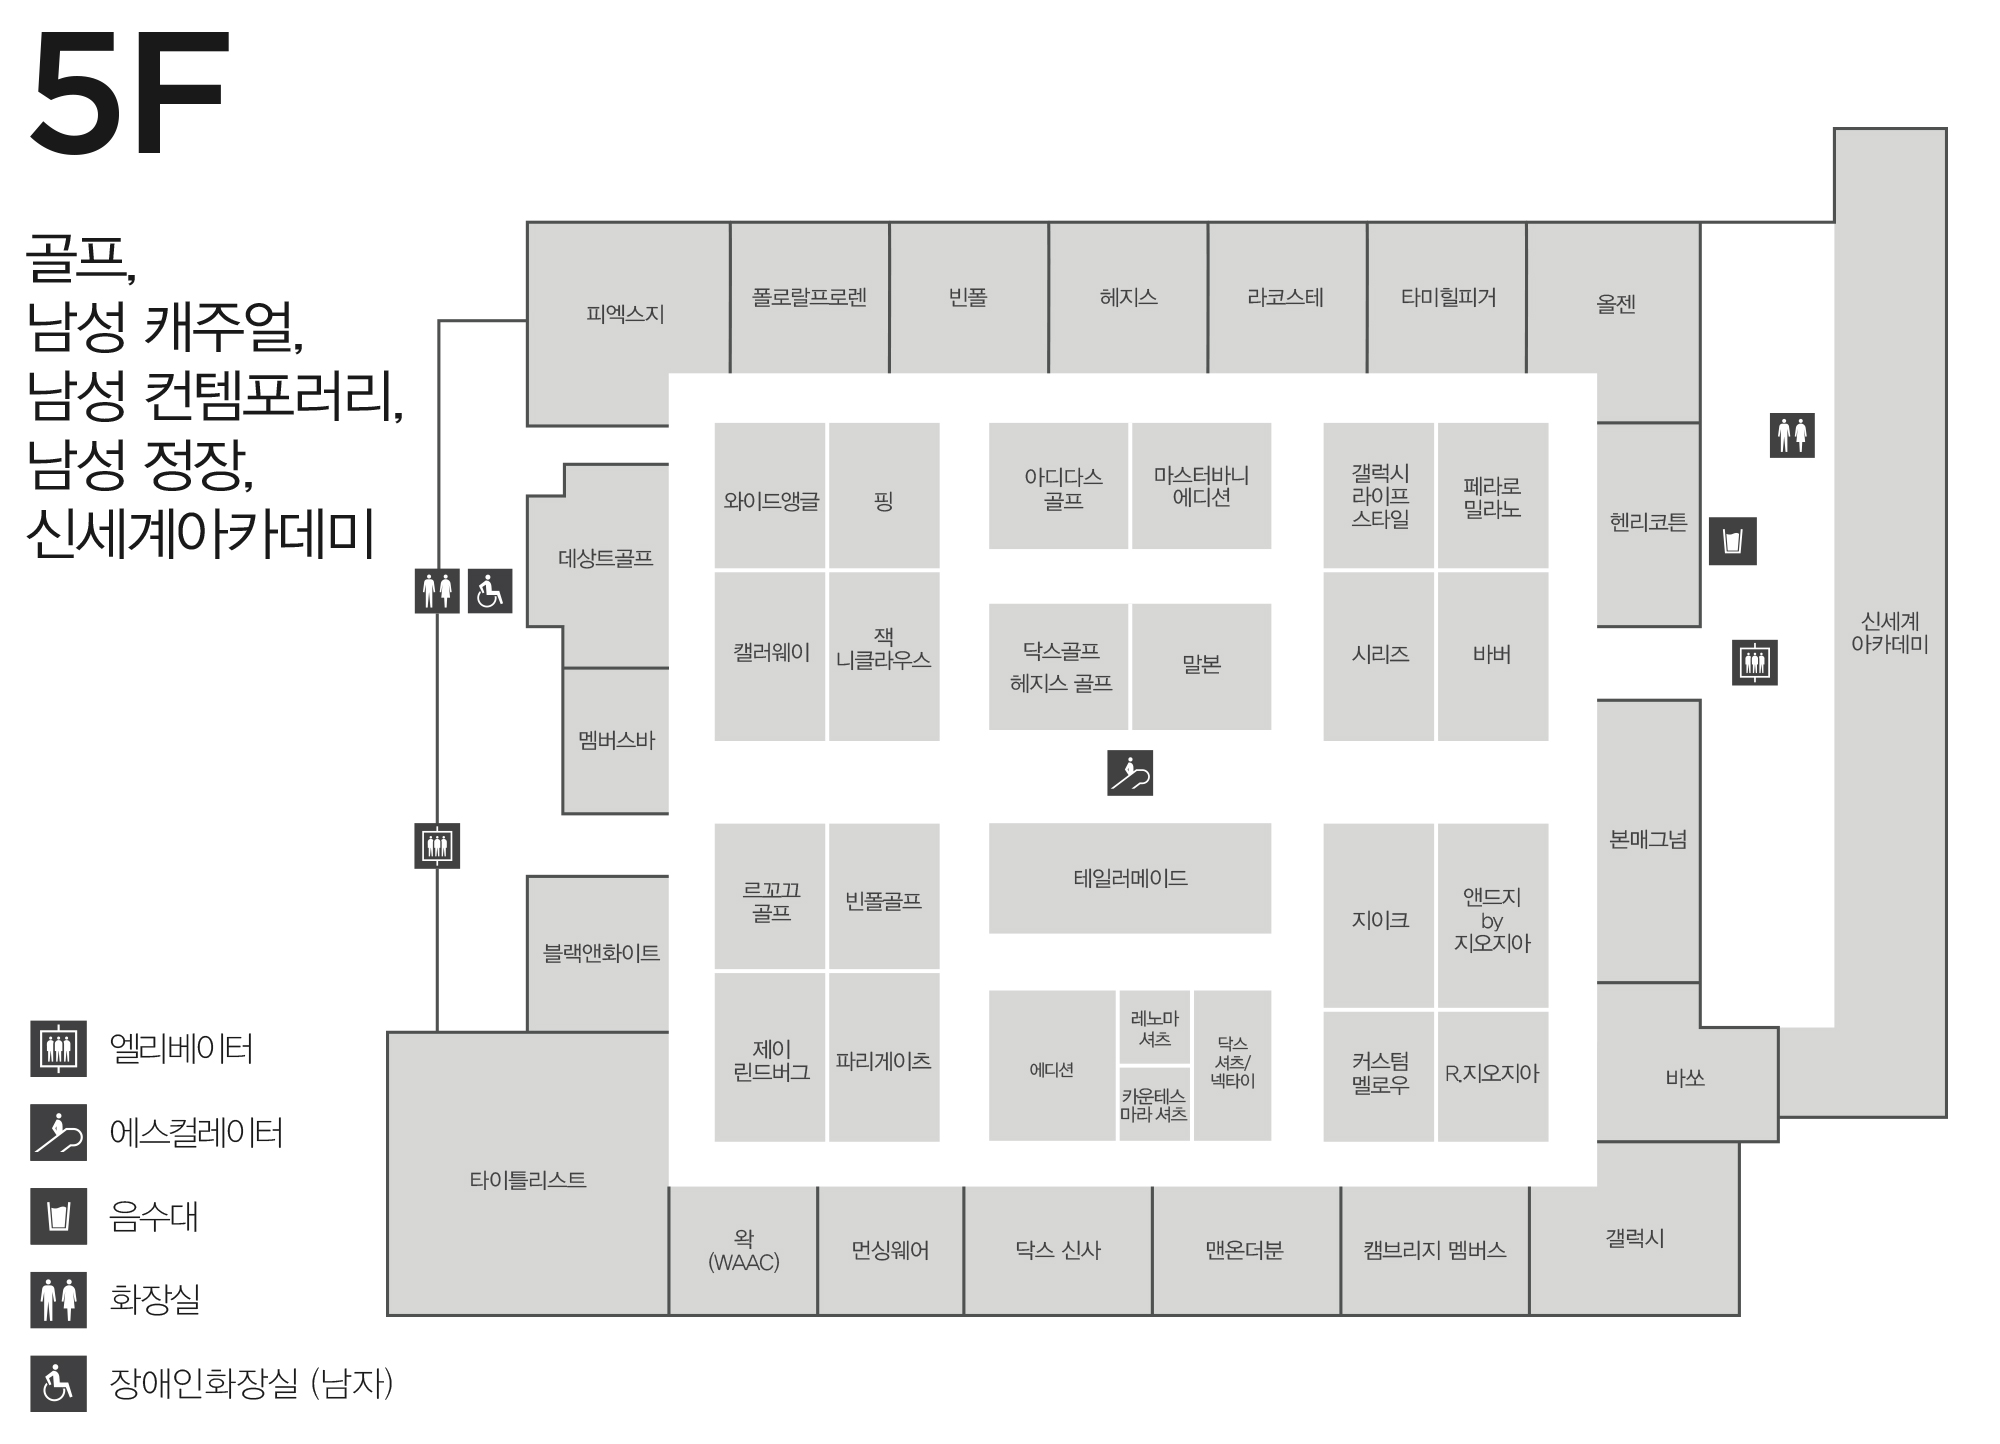 5F
골프,
남성 캐주얼,
남성 컨템포러리,
남성 정장,
신세계아카데미
피엑스지
폴로랄프로렌
빈폴
헤지스
라코스테
타미힐피거
올젠
와이드앵글
핑
아디다스
골프
마스터바니
에디션
갤럭시
라이프
스타일
페라로
밀라노
헨리코튼
데상트골프
캘러웨이
잭
니클라우스
닥스골프
헤지스 골프
말본
시리즈
바버
신세계
아카데미
멤버스바
르꼬끄
골프
빈폴골프
테일러메이드
지이크
앤드지
by
지오지아
본매그넘
블랙앤화이트
제이
린드버그
파리게이츠
에디션
레노마
셔츠
카운테스
마라 셔츠
닥스
셔츠/
넥타이
커스텀
멜로우
R.지오지아
바쏘
타이틀리스트
왁
(WAAC)
먼싱웨어
닥스 신사
맨온더분
캠브리지 멤버스
갤럭시
엘리베이터
에스컬레이터
음수대
화장실
장애인화장실 (남자)